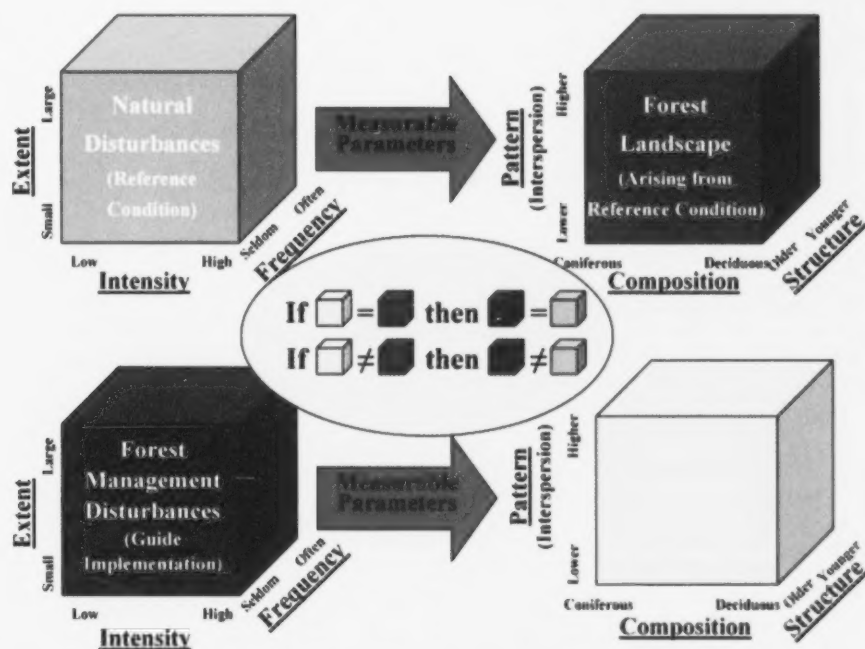 Extent
Large
Small
Natural
Disturbances
(Reference
Condition)
Low
High
Intensity
Seldom
Often
Frequency
Measurable
Parameters
Pattern
(Interspersion)
Higher
Lower
Forest
Landscape
(Arising from
Reference Condition)
Coniferous
Deciduous
Composition
Older
Younger
Structure
If = then =
If ≠ then ≠
Extent
Large
Small
Forest
Management
Disturbances
(Guide
Implementation)
Low
High
Intensity
Seldom
Often
Frequency
Measurable
Parameters
Pattern
(Interspersion)
Higher
Lower
Coniferous
Deciduous
Composition
Older
Younger
Structure